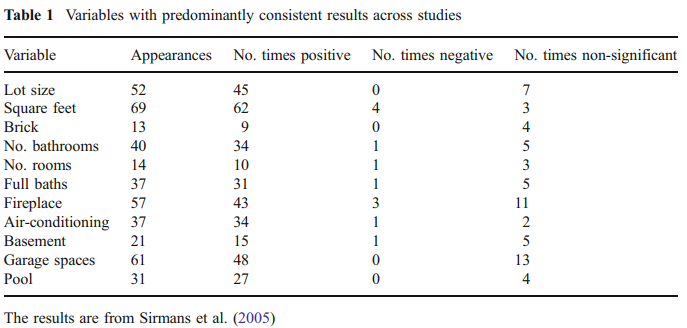 Table 1 Variables with predominantly consistent results across studies
Variable Appearances No. times positive No. times negative No. times non-significant
Lot size 52 45 0 7
Square feet 69 62 4 3
Brick 13 9 0 4
No. bathrooms 40 34 1 5
No. rooms 14 10 1 3
Full baths 37 31 1 5
Fireplace 57 43 3 11
Air-conditioning 37 34 1 2
Basement 21 15 1 5
Garage spaces 61 48 0 13
Pool 31 27 0 4
The results are from Sirmans et al. (2005)